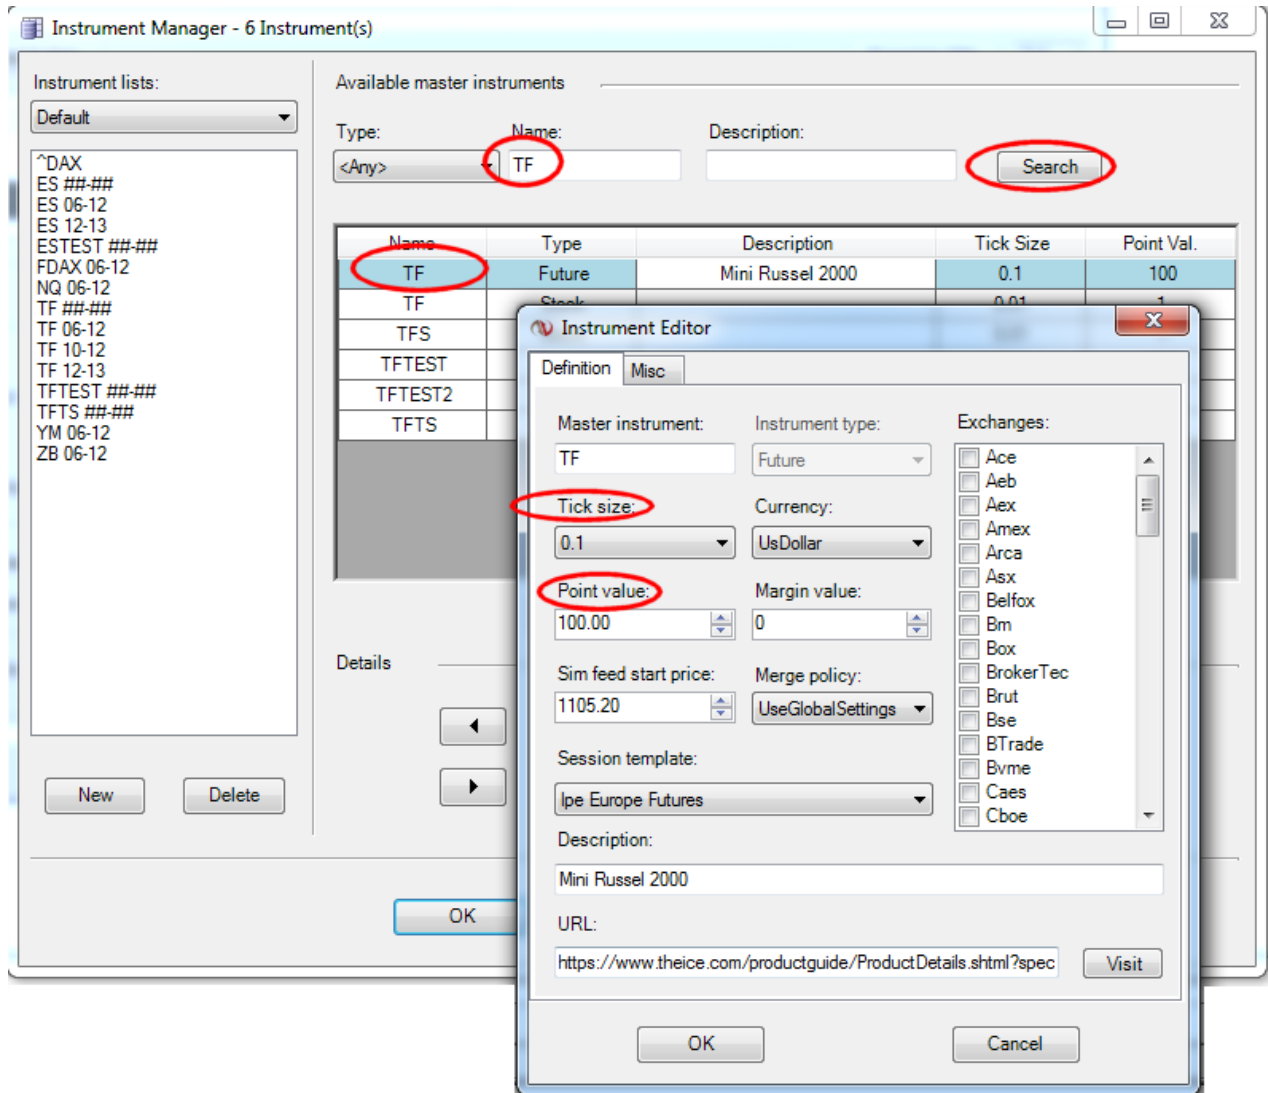 Instrument Manager - 6 Instrument(s)
Instrument lists:
Default
^DAX
ES ##-##
ES 06-12
ES 12-13
ESTEST ##-##
FDAX 06-12
NQ 06-12
TF ##-##
TF 06-12
TF 10-12
TF 12-13
TFTEST ##-##
TFTS ##-##
YM 06-12
ZB 06-12
New Delete
Available master instruments
Type: Name: Description:
<Any> TF Search
Name Type Description Tick Size Point Val.
TF Future Mini Russel 2000 0.1 100
TF Stock 0.01 1
TFS
TFTEST
TFTEST2
TFTS
Details
OK
Instrument Editor
Definition Misc
Master instrument: Instrument type: Exchanges:
TF Future
Tick size: Currency:
0.1 UsDollar
Point value: Margin value:
100.00 0
Sim feed start price: Merge policy:
1105.20 UseGlobalSettings
Session template:
Ipe Europe Futures
Ace
Aeb
Aex
Amex
Arca
Asx
Belfox
Bm
Box
BrokerTec
Brut
Bse
BTrade
Bvme
Caes
Cboe
Description:
Mini Russel 2000
URL:
https://www.theice.com/productguide/ProductDetails.shtml?spec Visit
OK Cancel